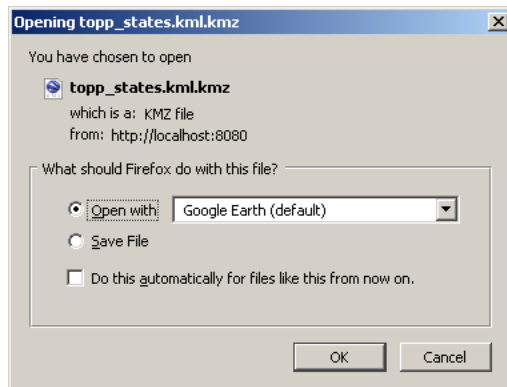 Opening topp_states.kml.kmz
You have chosen to open
topp_states.kml.kmz
which is a: KMZ file
from: http://localhost:8080
What should Firefox do with this file?
Open with Google Earth (default)
Save File
Do this automatically for files like this from now on.
OK Cancel